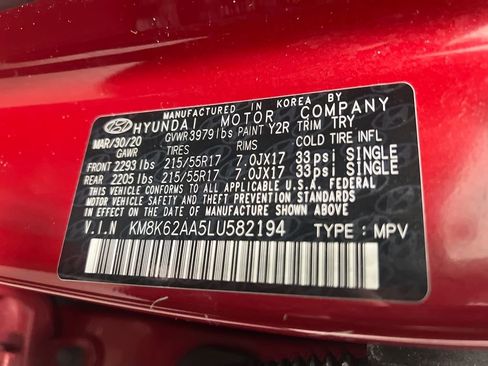 MANUFACTURED IN KOREA BY
HYUNDAI MOTOR COMPANY
MAR/30/20 GVWR 3979lbs PAINT Y2R TRIM TRY
GAWR TIRES RIMS COLD TIRE INFL
FRONT 2293 lbs 215/55R17 7.0JX17 33psi SINGLE
REAR 2205 lbs 215/55R17 7.0JX17 33psi SINGLE
THIS VEHICLE CONFORMS TO ALL APPLICABLE U.S.A. FEDERAL
MOTOR VEHICLE SAFETY AND THEFT PREVENTION STANDARDS
IN EFFECT ON THE DATE OF MANUFACTURE SHOWN ABOVE.
V.I.N KM8K62AA5LU582194 TYPE : MPV